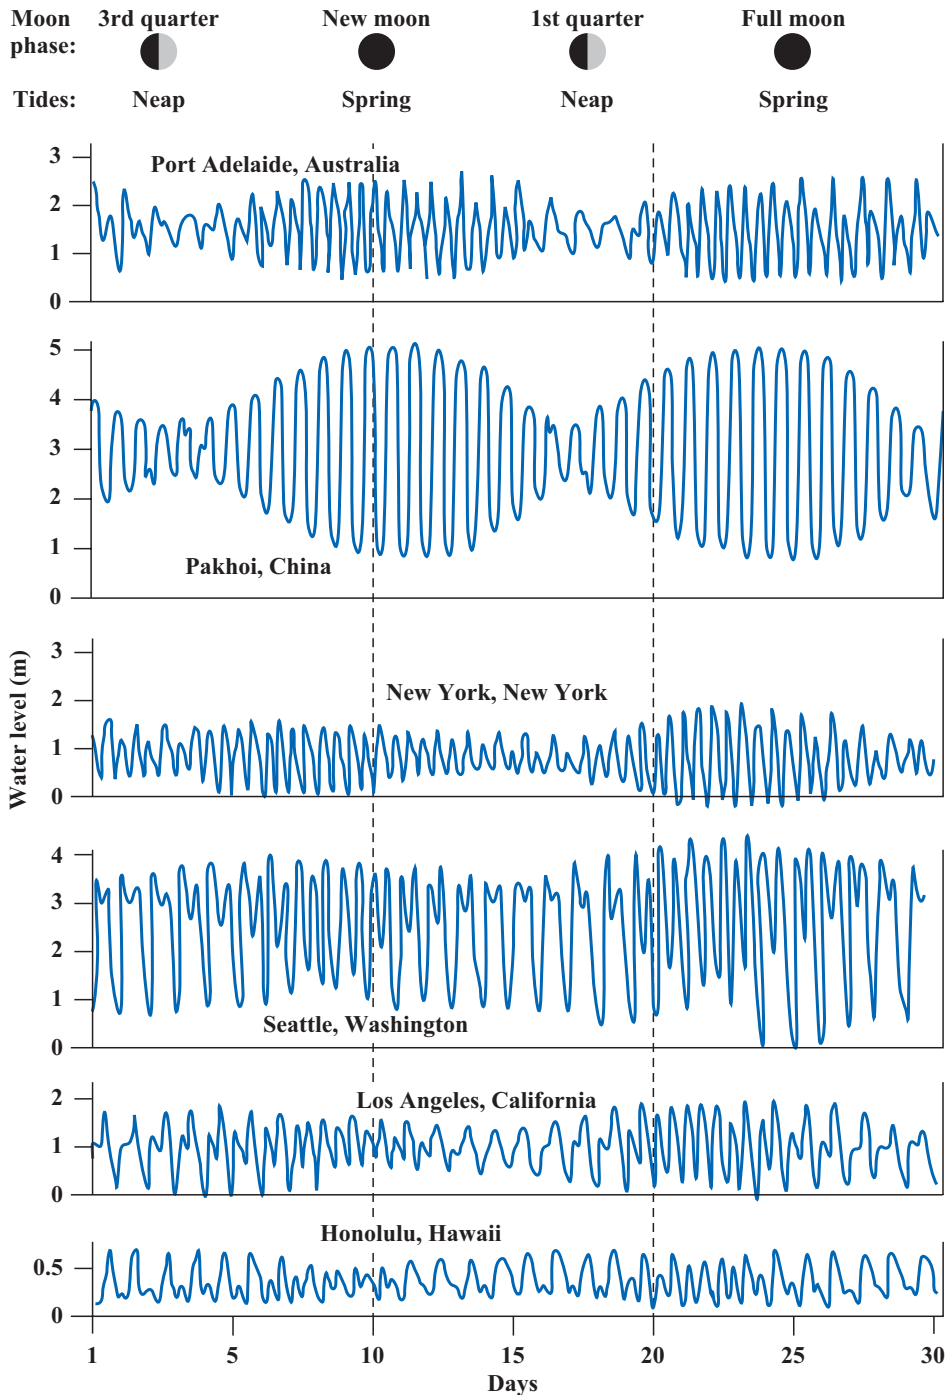 Moon phase:
3rd quarter
New moon
1st quarter
Full moon
Tides:
Neap
Spring
Neap
Spring
Port Adelaide, Australia
3
2
1
0
Pakhoi, China
5
4
3
2
1
0
New York, New York
3
2
1
0
Water level (m)
Seattle, Washington
4
3
2
1
0
Los Angeles, California
2
1
0
Honolulu, Hawaii
0.5
0
1
5
10
15
20
25
30
Days